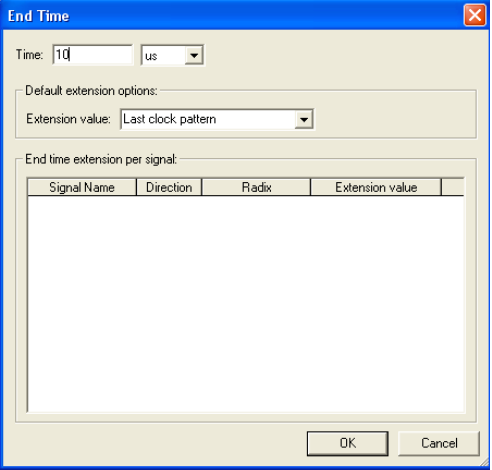 End Time
Time: 10 us
Default extension options:
Extension value: Last clock pattern
End time extension per signal:
Signal Name Direction Radix Extension value
OK Cancel